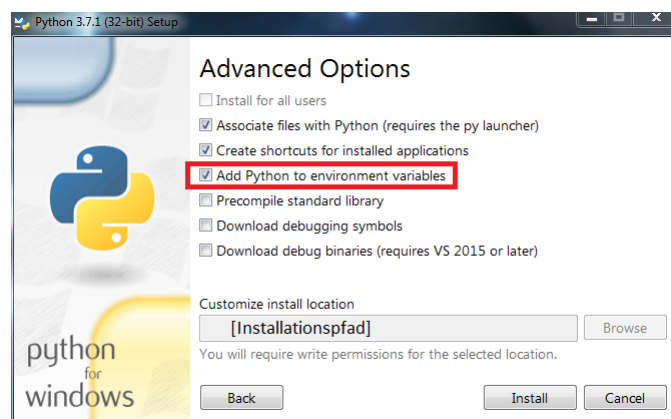 Python 3.7.1 (32-bit) Setup
Advanced Options
Install for all users
Associate files with Python (requires the py launcher)
Create shortcuts for installed applications
Add Python to environment variables
Precompile standard library
Download debugging symbols
Download debug binaries (requires VS 2015 or later)
Customize install location
[Installationspfad]
Browse
You will require write permissions for the selected location.
python
for
windows
Back
Install
Cancel